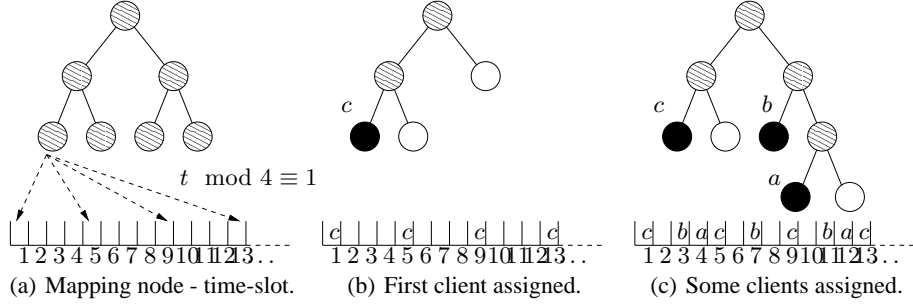 c
c
b
a
t mod 4 ≡ 1
c c c c
c b a c b c b a c
1 2 3 4 5 6 7 8 9 10 11 12 13 . .
1 2 3 4 5 6 7 8 9 10 11 12 13 . .
1 2 3 4 5 6 7 8 9 10 11 12 13 . .
(a) Mapping node - time-slot.
(b) First client assigned.
(c) Some clients assigned.